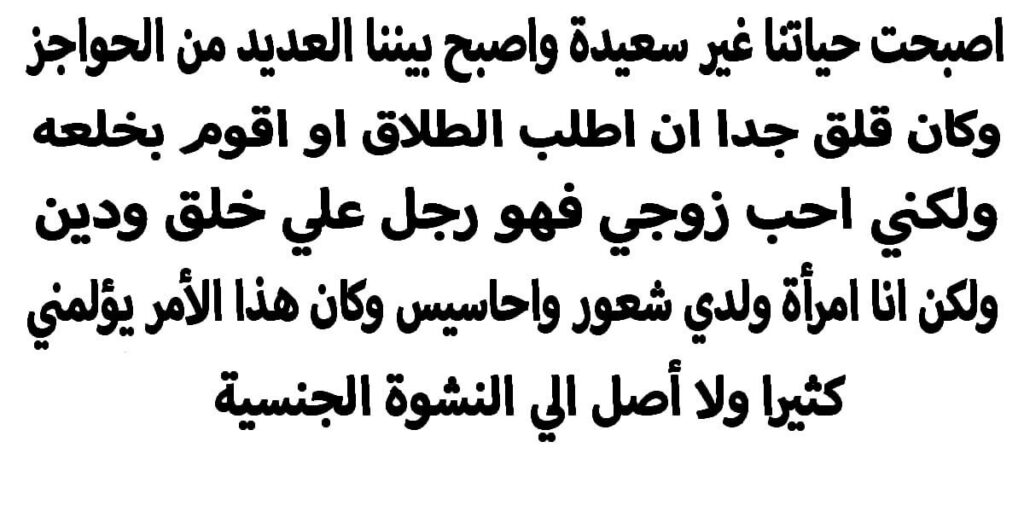 اصبحت حياتنا غير سعيدة واصبح بيننا العديد من الحواجز
وكان قلق جدا ان اطلب الطلاق او اقوم بخلعه
ولكني احب زوجي فهو رجل علي خلق ودين
ولكن انا امرأة ولدي شعور واحاسيس وكان هذا الأمر يؤلمني
كثيرا ولا أصل الي النشوة الجنسية